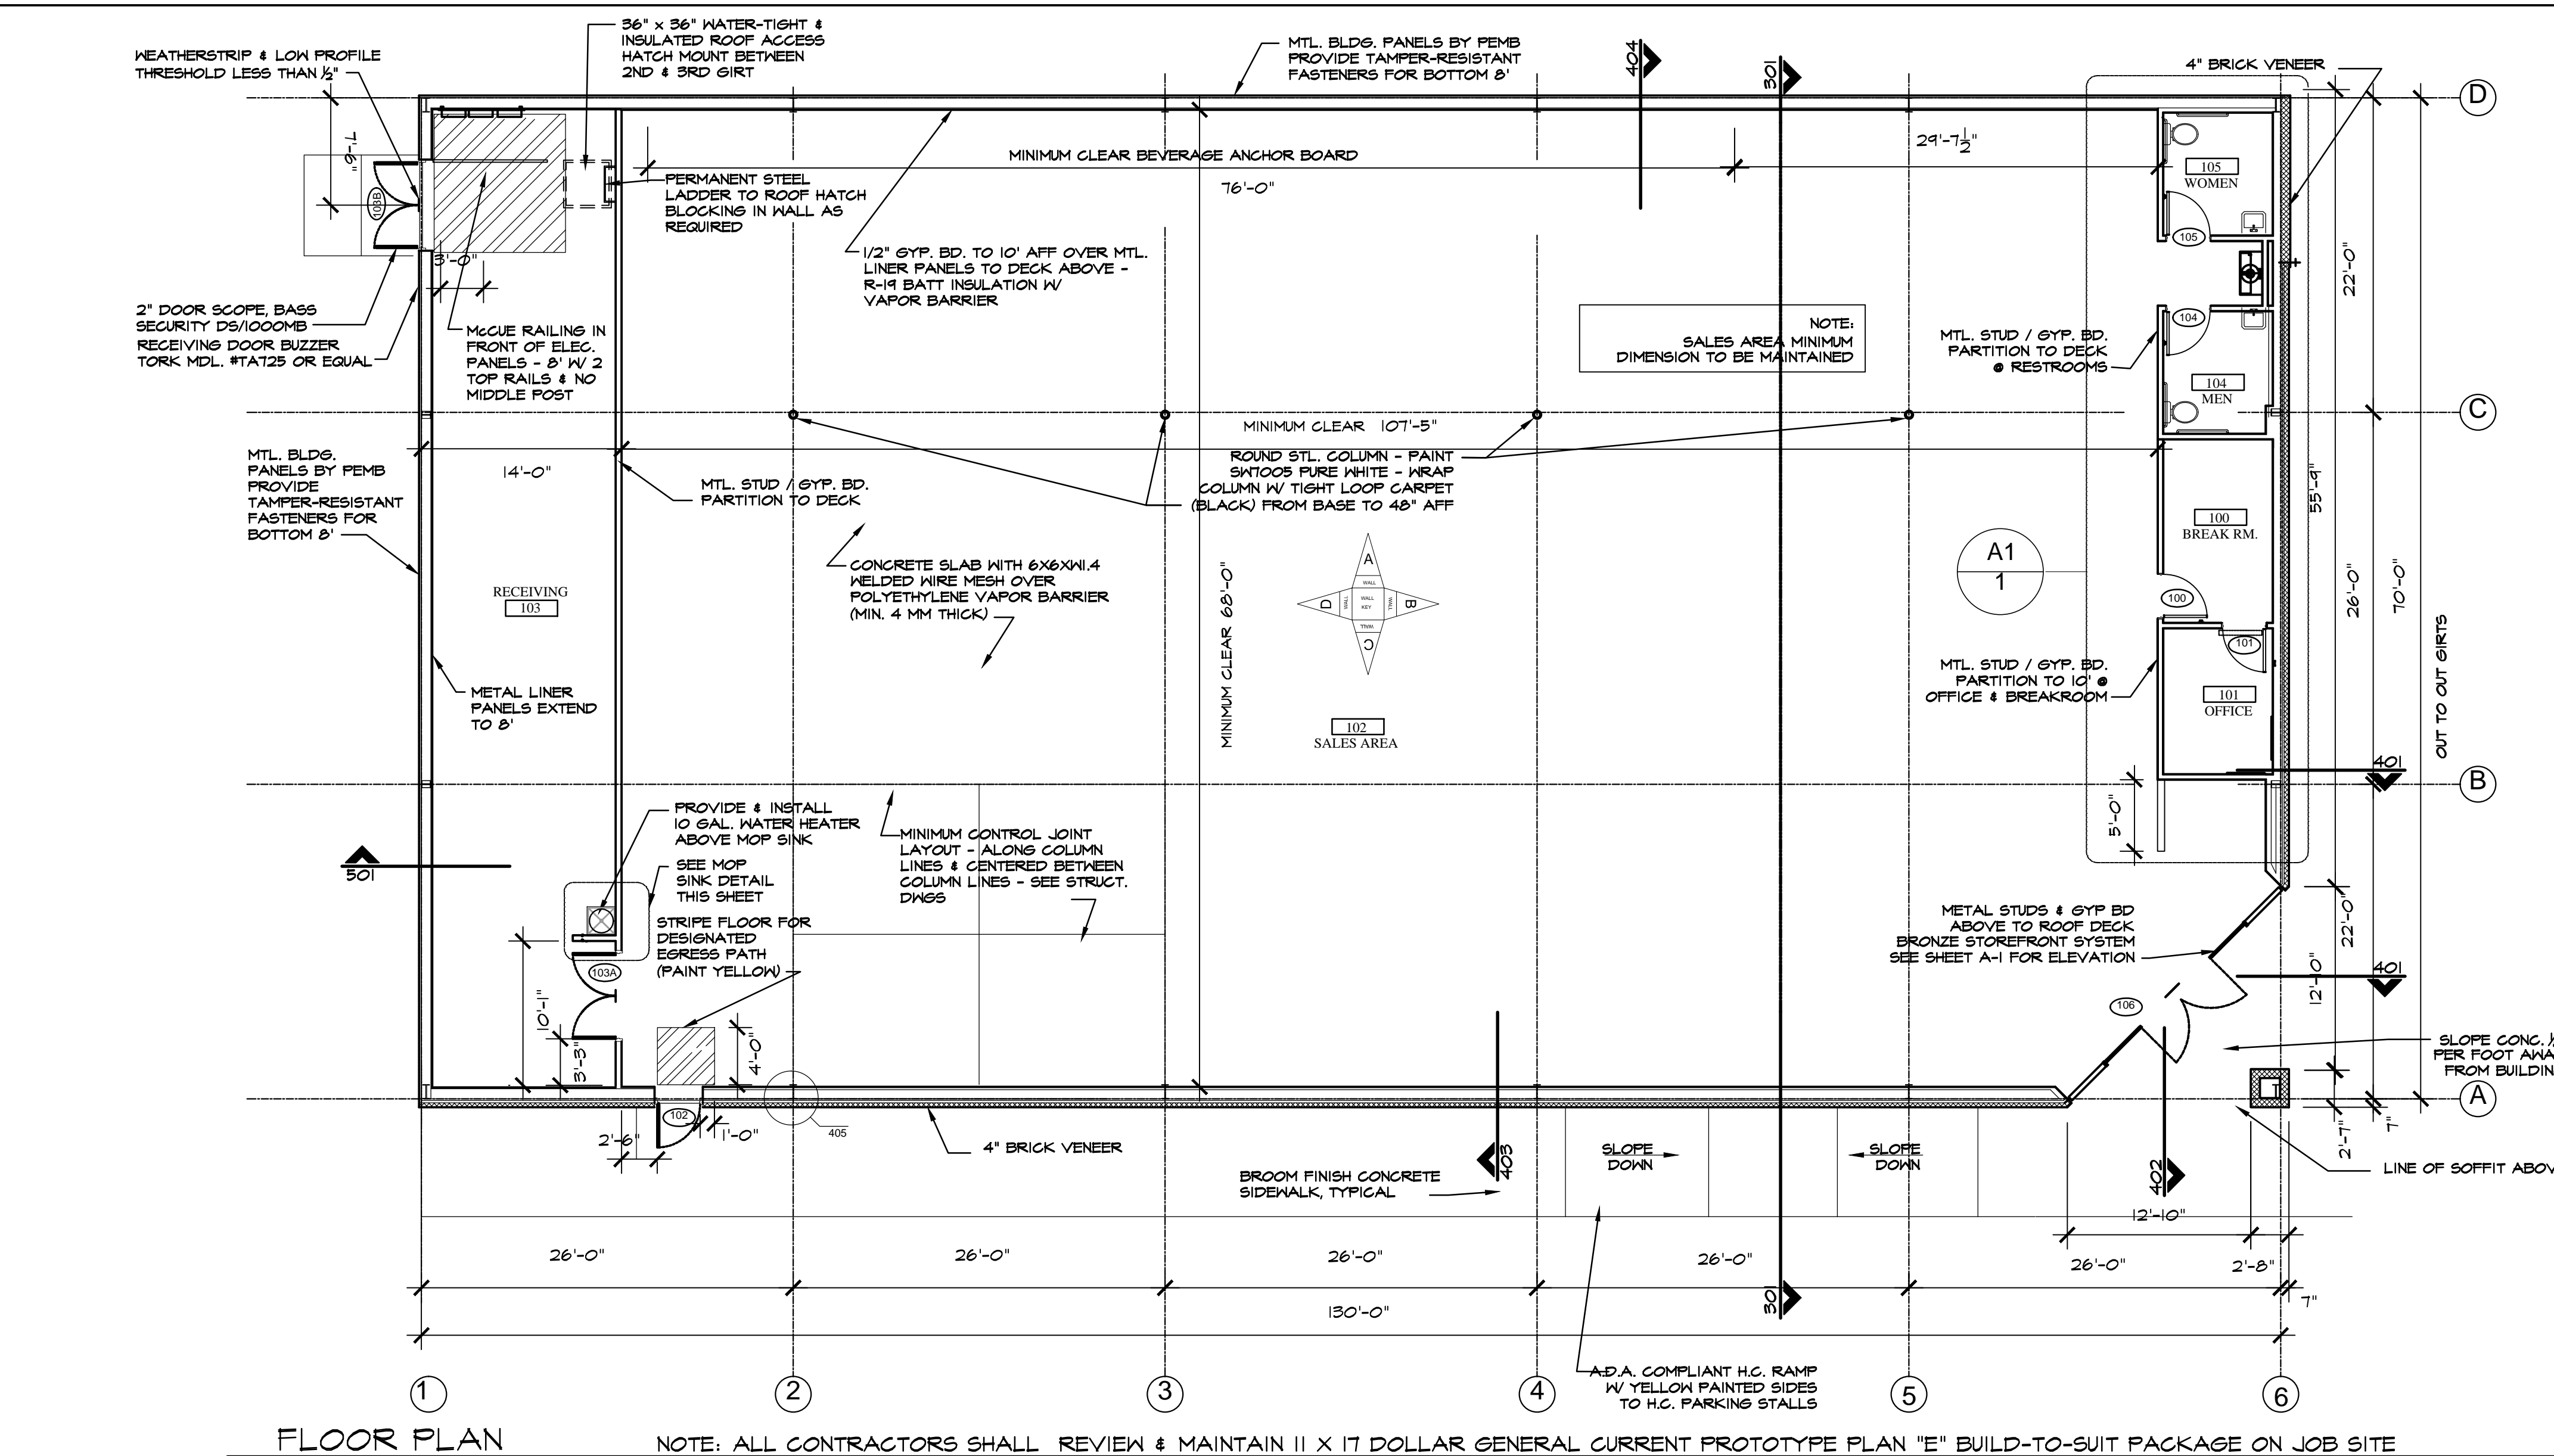 36" x 36" WATER-TIGHT &
INSULATED ROOF ACCESS
HATCH MOUNT BETWEEN
2ND & 3RD GIRT
WEATHERSTRIP & LOW PROFILE
THRESHOLD LESS THAN ½"
MTL. BLDG. PANELS BY PEMB
PROVIDE TAMPER-RESISTANT
FASTENERS FOR BOTTOM 8'
404
301
4" BRICK VENEER
D
7'-6"
103B
MINIMUM CLEAR BEVERAGE ANCHOR BOARD
76'-0"
29'-7½"
105
WOMEN
105
PERMANENT STEEL
LADDER TO ROOF HATCH
BLOCKING IN WALL AS
REQUIRED
3'-0"
1/2" GYP. BD. TO 10' AFF OVER MTL.
LINER PANELS TO DECK ABOVE -
R-19 BATT INSULATION W/
VAPOR BARRIER
22'-0"
2" DOOR SCOPE, BASS
SECURITY DS/1000MB
RECEIVING DOOR BUZZER
TORK MDL. #TA725 OR EQUAL
McCUE RAILING IN
FRONT OF ELEC.
PANELS - 8' W/ 2
TOP RAILS & NO
MIDDLE POST
NOTE:
SALES AREA MINIMUM
DIMENSION TO BE MAINTAINED
MTL. STUD / GYP. BD.
PARTITION TO DECK
@ RESTROOMS
104
104
MEN
C
MINIMUM CLEAR 107'-5"
14'-0"
MTL. BLDG.
PANELS BY PEMB
PROVIDE
TAMPER-RESISTANT
FASTENERS FOR
BOTTOM 8'
MTL. STUD / GYP. BD.
PARTITION TO DECK
ROUND STL. COLUMN - PAINT
SW7005 PURE WHITE - WRAP
COLUMN W/ TIGHT LOOP CARPET
(BLACK) FROM BASE TO 48" AFF
55'-9"
100
BREAK RM.
A1
1
CONCRETE SLAB WITH 6X6XW1.4
WELDED WIRE MESH OVER
POLYETHYLENE VAPOR BARRIER
(MIN. 4 MM THICK)
MINIMUM CLEAR 68'-0"
A
WALL
D
WALL
WALL
KEY
WALL
B
WALL
C
26'-0"
70'-0"
OUT TO OUT GIRTS
RECEIVING
103
100
101
MTL. STUD / GYP. BD.
PARTITION TO 10' @
OFFICE & BREAKROOM
101
OFFICE
METAL LINER
PANELS EXTEND
TO 8'
102
SALES AREA
401
B
5'-0"
PROVIDE & INSTALL
10 GAL. WATER HEATER
ABOVE MOP SINK
SEE MOP
SINK DETAIL
THIS SHEET
MINIMUM CONTROL JOINT
LAYOUT - ALONG COLUMN
LINES & CENTERED BETWEEN
COLUMN LINES - SEE STRUCT.
DWGS
501
STRIPE FLOOR FOR
DESIGNATED
EGRESS PATH
(PAINT YELLOW)
METAL STUDS & GYP BD
ABOVE TO ROOF DECK
BRONZE STOREFRONT SYSTEM
SEE SHEET A-1 FOR ELEVATION
22'-0"
12'-10"
401
103A
10'-1"
3'-3"
4'-0"
106
SLOPE CONC.
PER FOOT AWA
FROM BUILDIN
A
102
2'-6"
1'-0"
405
4" BRICK VENEER
403
SLOPE
DOWN
SLOPE
DOWN
402
2'-7"
7"
LINE OF SOFFIT ABOV
BROOM FINISH CONCRETE
SIDEWALK, TYPICAL
12'-10"
26'-0"
26'-0"
26'-0"
26'-0"
26'-0"
2'-8"
7"
301
130'-0"
A.D.A. COMPLIANT H.C. RAMP
W/ YELLOW PAINTED SIDES
TO H.C. PARKING STALLS
1
2
3
4
5
6
FLOOR PLAN
NOTE: ALL CONTRACTORS SHALL REVIEW & MAINTAIN 11 X 17 DOLLAR GENERAL CURRENT PROTOTYPE PLAN "E" BUILD-TO-SUIT PACKAGE ON JOB SITE